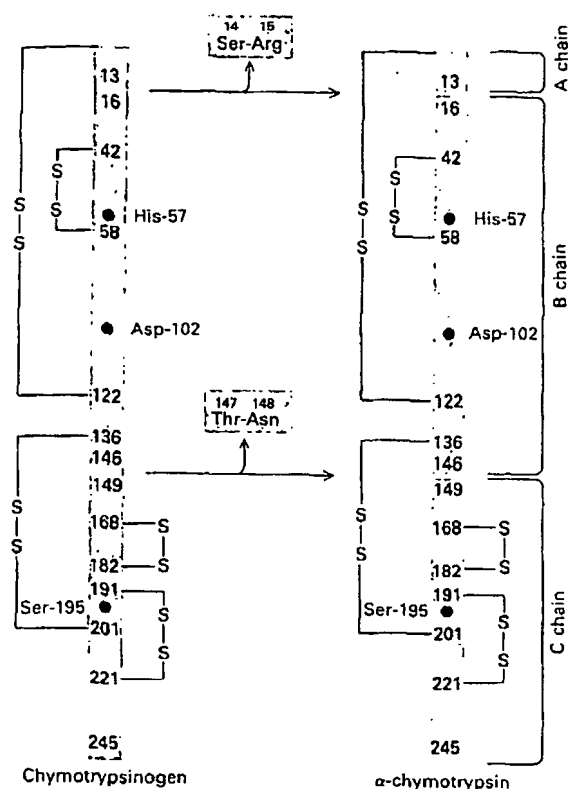 14 15
Ser-Arg
13
16
42
S
S
S
S
His-57
58
Asp-102
122
147 148
Thr-Asn
136
146
149
S
S
168
S
S
182
191
Ser-195
S
S
201
221
245
Chymotrypsinogen
13
16
42
S
S
S
S
His-57
58
Asp-102
122
136
146
149
S
S
168
S
S
182
191
Ser-195
S
S
201
221
245
α-chymotrypsin
A chain
B chain
C chain